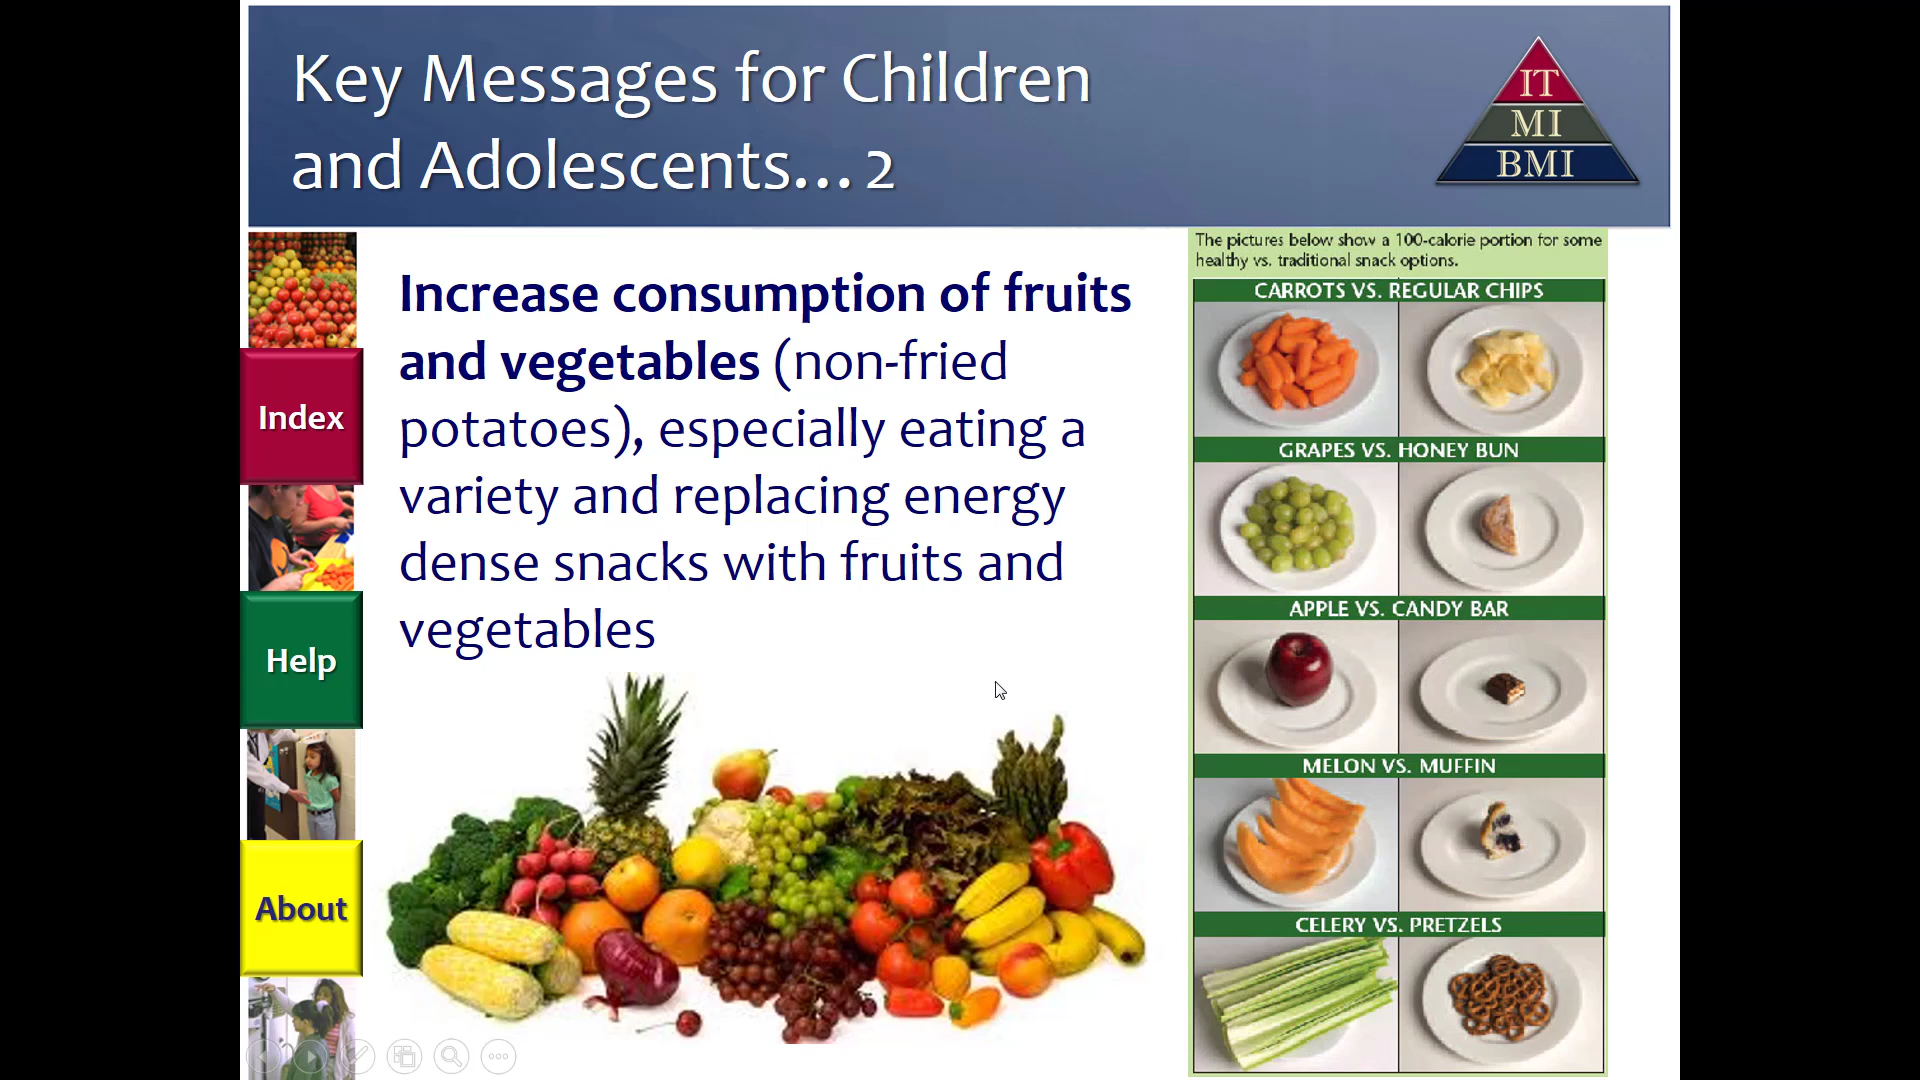 Key Messages for Children
and Adolescents... 2
IT
MI
BMI
Index
Help
About
Increase consumption of fruits
and vegetables (non-fried
potatoes), especially eating a
variety and replacing energy
dense snacks with fruits and
vegetables
The pictures below show a 100-calorie portion for some
healthy vs. traditional snack options.
CARROTS VS. REGULAR CHIPS
GRAPES VS. HONEY BUN
APPLE VS. CANDY BAR
MELON VS. MUFFIN
CELERY VS. PRETZELS